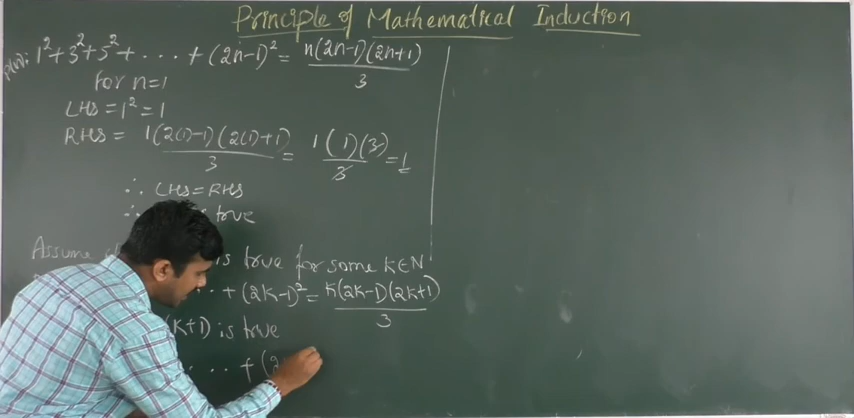 Principle of Mathematical Induction
p(n): 1²+3²+5²+ . . . +(2n-1)² = n(2n-1)(2n+1)/3
for n=1
LHS = 1² = 1
RHS = 1(2(1)-1)(2(1)+1)/3 = 1(1)(3)/3 = 1
∴ LHS = RHS
∴ true
Assume is true for some K∈N
. . + (2k-1)² = k(2k-1)(2k+1)/3
(k+1) is true
. . . + (2